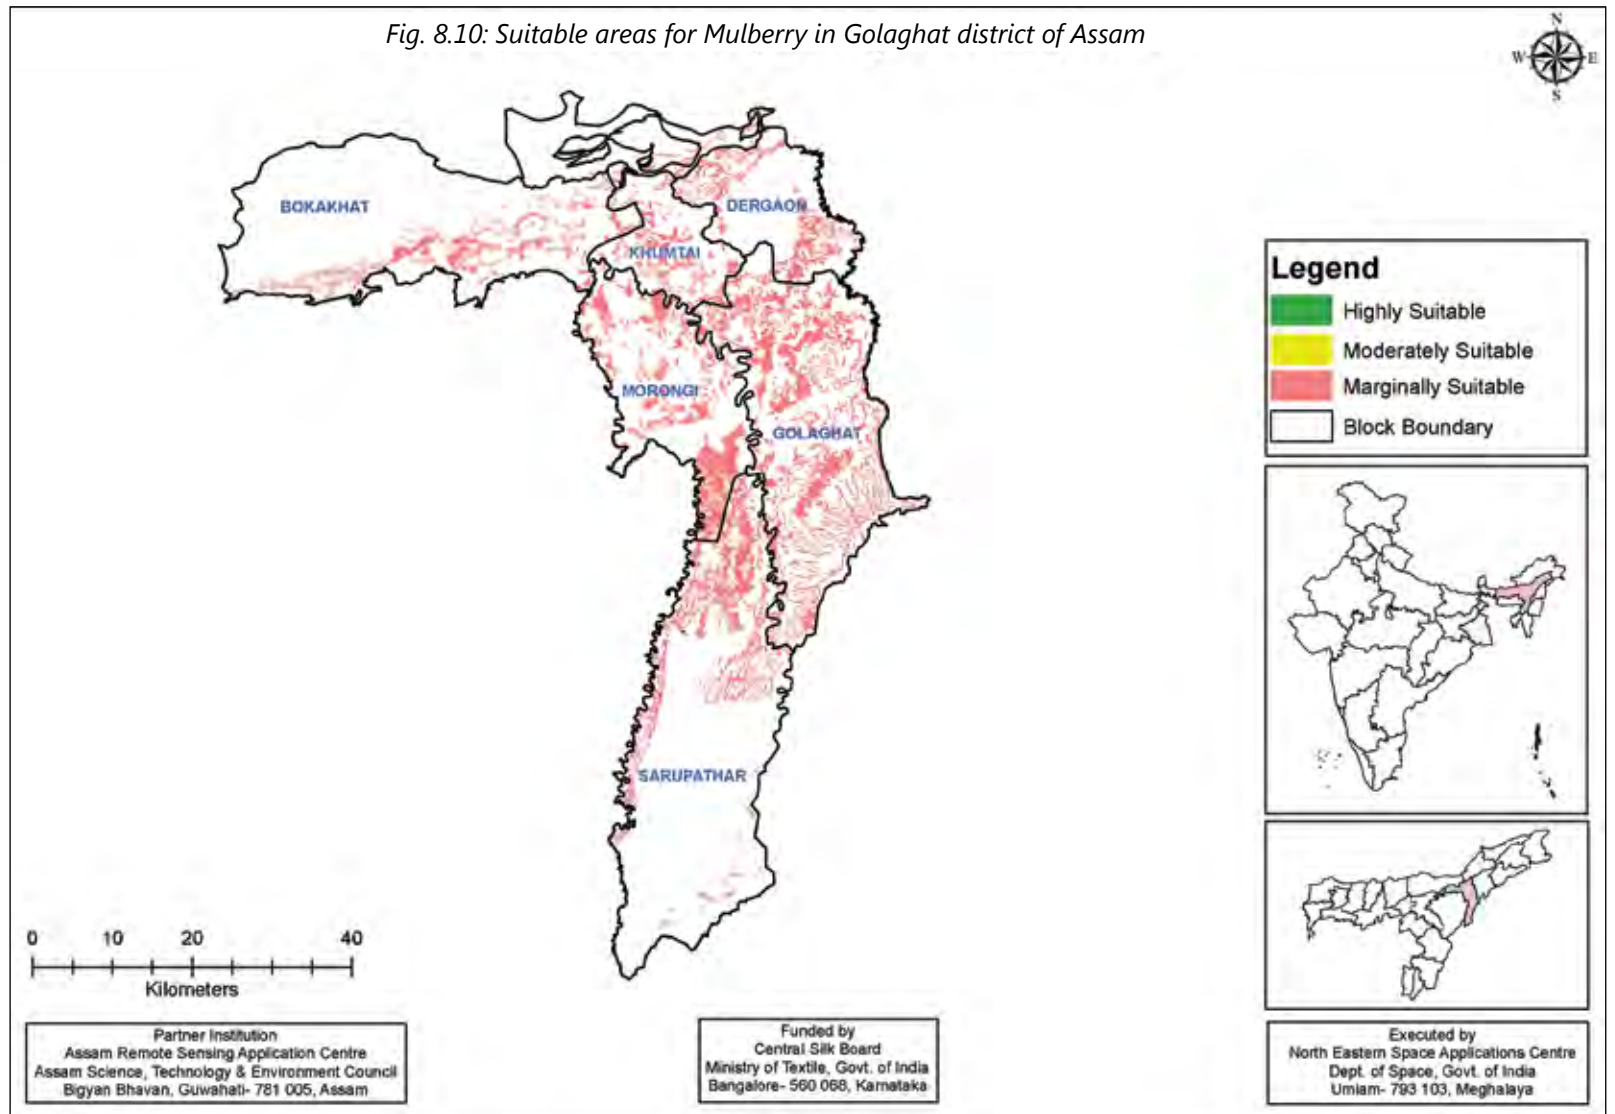 Fig. 8.10: Suitable areas for Mulberry in Golaghat district of Assam
N
W
E
S
BOKAKHAT
DERGAON
KHUMTAI
MORONGI
GOLAGHAT
SARUPATHAR
Legend
Highly Suitable
Moderately Suitable
Marginally Suitable
Block Boundary
0 10 20 40
Kilometers
Partner Institution
Assam Remote Sensing Application Centre
Assam Science, Technology & Environment Council
Bigyan Bhavan, Guwahati- 781 005, Assam
Funded by
Central Silk Board
Ministry of Textile, Govt. of India
Bangalore- 560 068, Karnataka
Executed by
North Eastern Space Applications Centre
Dept. of Space, Govt. of India
Umiam- 793 103, Meghalaya